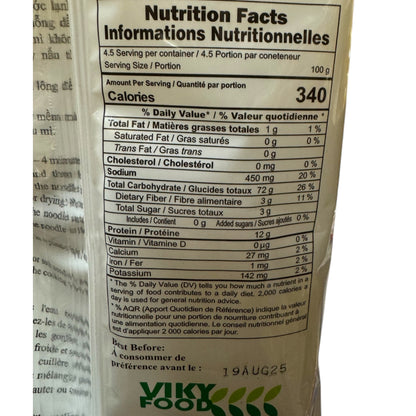 Nutrition Facts
Informations Nutritionnelles
4.5 Serving per container / 4.5 Portion par coneteneur
Serving Size / Portion 100 g
Amount Per Serving / Quantité par portion
Calories 340
% Daily Value* / % Valeur quotidienne *
Total Fat / Matières grasses totales 1 g 1 %
Saturated Fat / Gras saturés 0 g 0 %
Trans Fat / Gras trans 0 g
Cholesterol / Cholestérol 0 mg 0 %
Sodium 450 mg 20 %
Total Carbohydrate / Glucides totaux 72 g 26 %
Dietary Fiber / Fibre alimentaire 3 g 11 %
Total Sugar / Sucres totaux 3 g
Includes / Contient 0 g Added sugars / Sucres ajoutés 0 %
Protein / Protéine 12 g
Vitamin / Vitamine D 0 µg 0 %
Calcium 27 mg 2 %
Iron / Fer 1 mg 2 %
Potassium 142 mg 2 %
* The % Daily Value (DV) tells you how much a nutrient in a
serving of food contributes to a daily diet. 2,000 calories a
day is used for general nutrition advice.
* % AQR (Apport Quotidien de Référence) indique la valeur
nutritionnelle pour une portion de nourriture contribuant à
une alimentation quotidienne. Le conseil nutritionnel général
est d'appliquer 2 000 calories par jour.
Best Before:
À consommer de
préférence avant le : 19AUG25
VIKY
FOOD